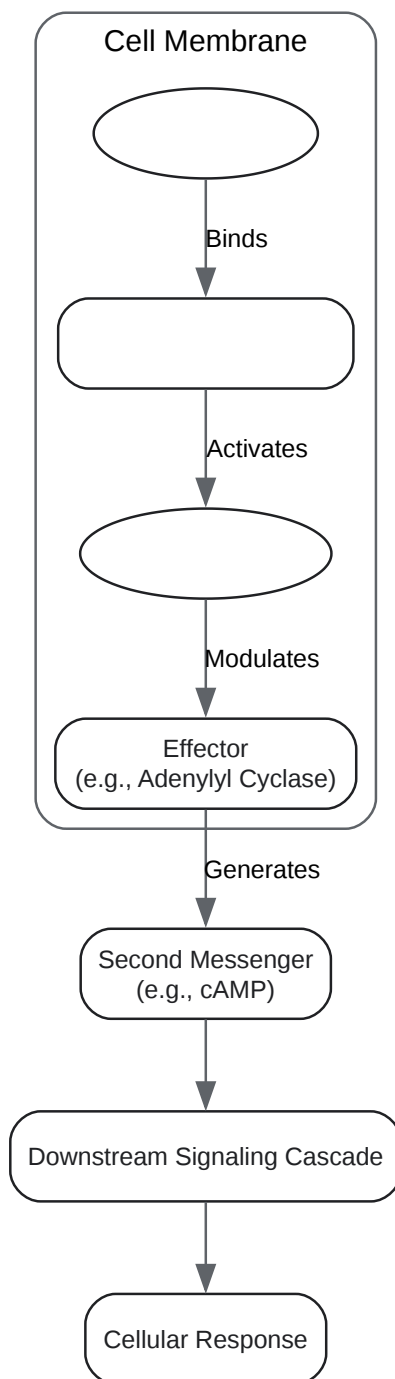 Cell Membrane
Binds
Activates
Modulates
Effector
(e.g., Adenylyl Cyclase)
Generates
Second Messenger
(e.g., cAMP)
Downstream Signaling Cascade
Cellular Response